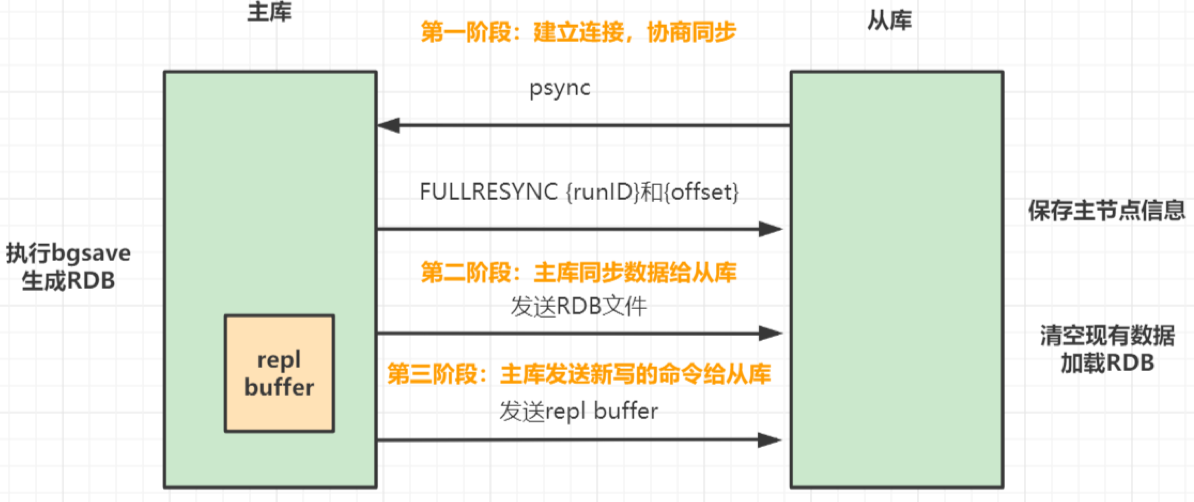 主库
从库
第一阶段：建立连接，协商同步
psync
FULLRESYNC {runID}和{offset}
保存主节点信息
执行bgsave
生成RDB
第二阶段：主库同步数据给从库
发送RDB文件
清空现有数据
加载RDB
repl
buffer
第三阶段：主库发送新写的命令给从库
发送repl buffer